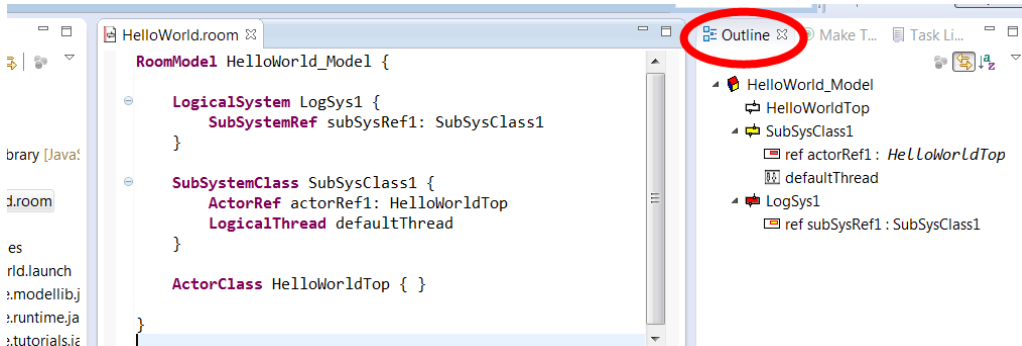 HelloWorld.room
RoomModel HelloWorld_Model {
LogicalSystem LogSys1 {
SubSystemRef subSysRef1: SubSysClass1
}
SubSystemClass SubSysClass1 {
ActorRef actorRef1: HelloWorldTop
LogicalThread defaultThread
}
ActorClass HelloWorldTop { }
}
Outline
Make T...
Task Li...
HelloWorld_Model
HelloWorldTop
SubSysClass1
ref actorRef1 : HelloWorldTop
defaultThread
LogSys1
ref subSysRef1 : SubSysClass1
ibrary [JavaS
d.room
es
rld.launch
e.modellib.j
e.runtime.ja
e.tutorials.ja